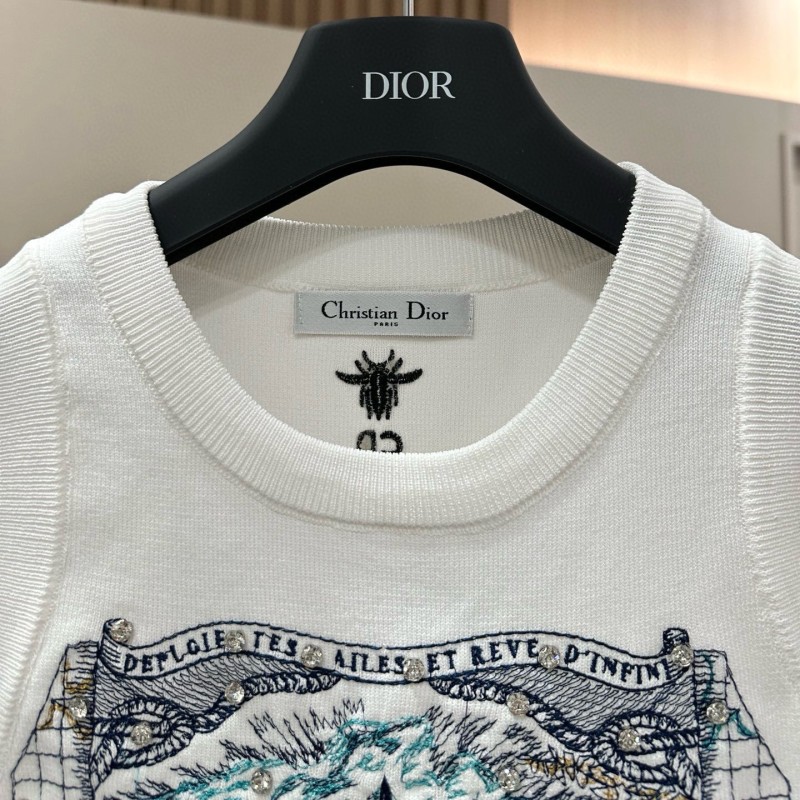 DIOR
Christian Dior
PARIS
DEPLOIE TES AILES ET REVE D'INFINI